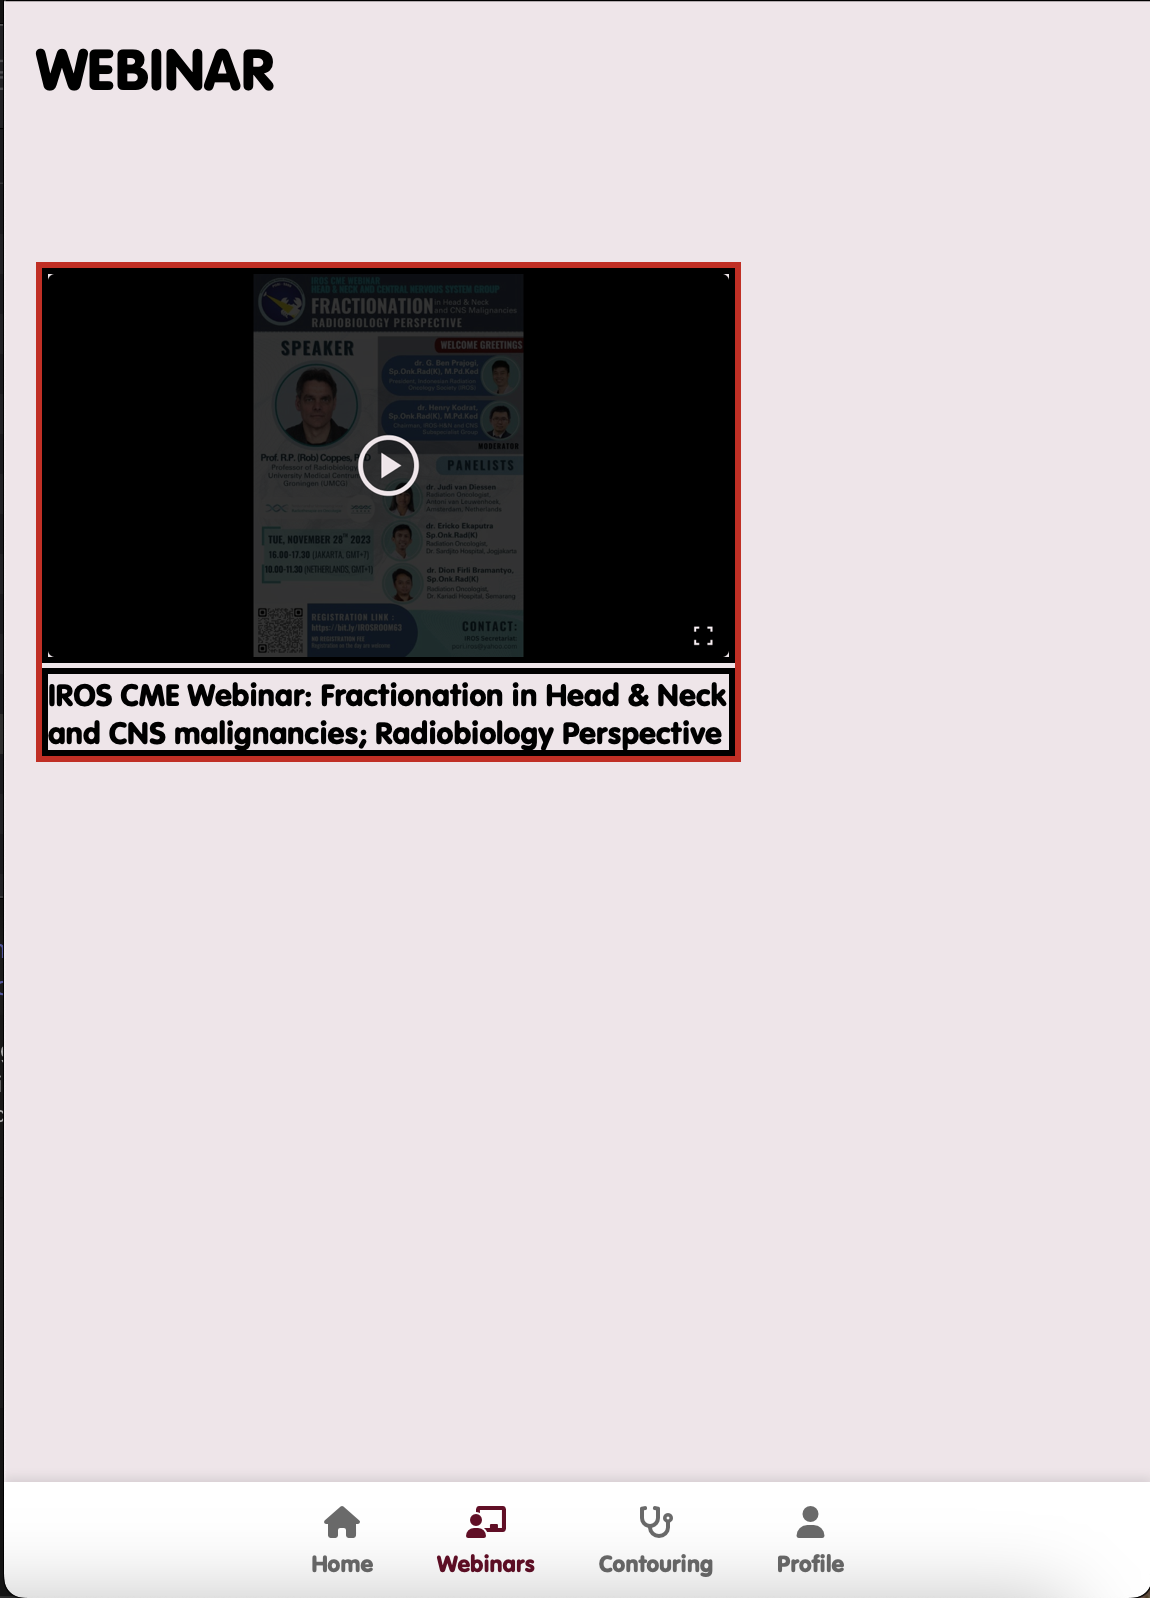 WEBINAR
IROS CME WEBINAR
HEAD & NECK AND CENTRAL NERVOUS SYSTEM GROUP
FRACTIONATION in Head & Neck
and CNS Malignancies
RADIOBIOLOGY PERSPECTIVE
SPEAKER
WELCOME GREETINGS
dr. G. Ben Prajogi,
Sp.Onk.Rad(K), M.Pd.Ked
dr. Henry Kodrat,
Sp.Onk.Rad(K), M.Pd.Ked
MODERATOR
Prof. R.P. (Rob) Coppes,
Professor of Radiobiology
University Medical
Groningen (UMCG)
PANELISTS
dr. Judi van Diessen
Radiation Oncologist,
Amsterdam, Netherlands
dr. Ericko Ekaputra
Sp.Onk.Rad(K)
Radiation Oncologist,
Dr. Sardjito Hospital, Jogjakarta
dr. Dion Firli Bramantyo,
Sp.Onk.Rad(K)
Radiation Oncologist,
Dr. Kariadi Hospital, Semarang
TUE, NOVEMBER 28TH 2023
16.00-17.30 (JAKARTA, GMT+7)
10.00-11.30 (NETHERLANDS, GMT+1)
REGISTRATION LINK :
https://bit.ly/IROSROOM63
NO REGISTRATION FEE
CONTACT:
IROS Secretariat
IROS CME Webinar: Fractionation in Head & Neck
and CNS malignancies; Radiobiology Perspective
Home
Webinars
Contouring
Profile